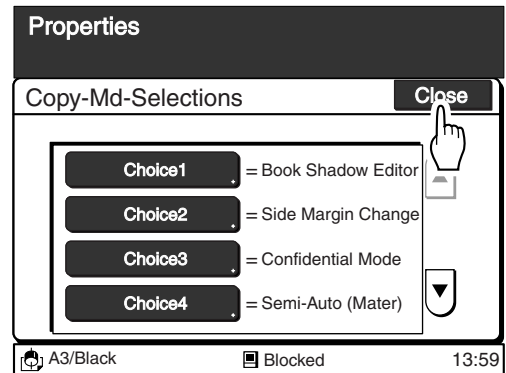 Properties
Copy-Md-Selections Close
Choice1 = Book Shadow Editor
Choice2 = Side Margin Change
Choice3 = Confidential Mode
Choice4 = Semi-Auto (Mater)
A3/Black Blocked 13:59